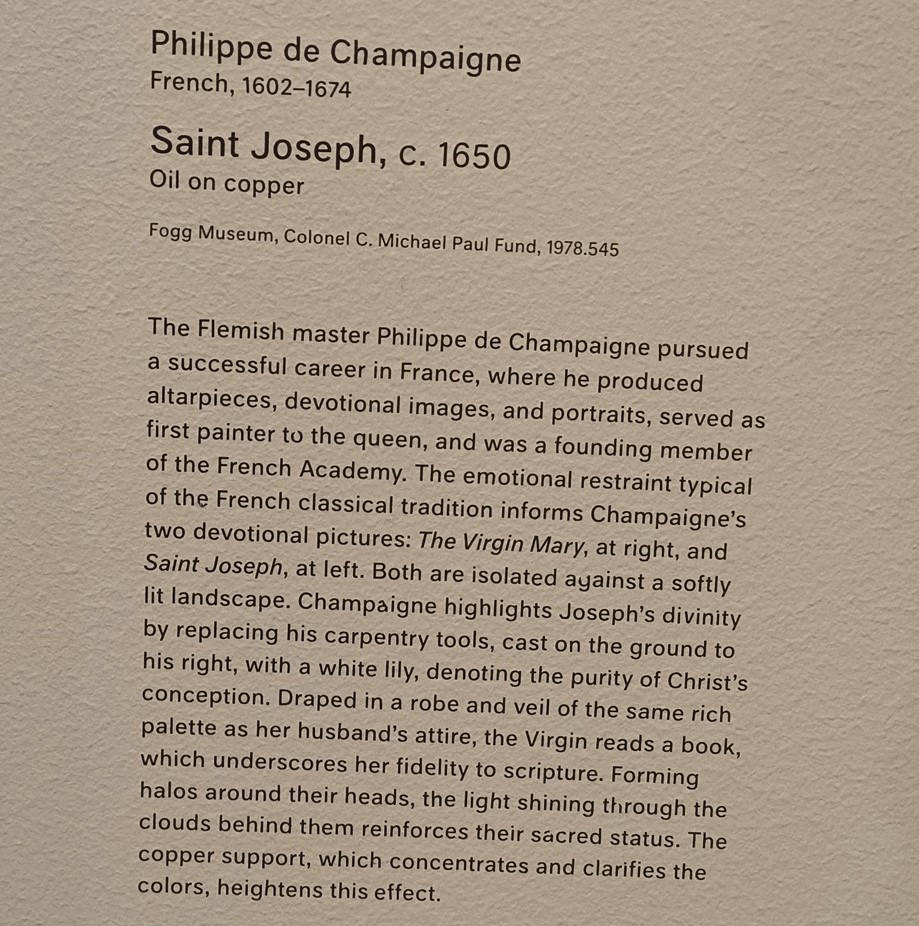 Philippe de Champaigne
French, 1602–1674
Saint Joseph, c. 1650
Oil on copper
Fogg Museum, Colonel C. Michael Paul Fund, 1978.545
The Flemish master Philippe de Champaigne pursued
a successful career in France, where he produced
altarpieces, devotional images, and portraits, served as
first painter to the queen, and was a founding member
of the French Academy. The emotional restraint typical
of the French classical tradition informs Champaigne’s
two devotional pictures: The Virgin Mary, at right, and
Saint Joseph, at left. Both are isolated against a softly
lit landscape. Champaigne highlights Joseph’s divinity
by replacing his carpentry tools, cast on the ground to
his right, with a white lily, denoting the purity of Christ’s
conception. Draped in a robe and veil of the same rich
palette as her husband’s attire, the Virgin reads a book,
which underscores her fidelity to scripture. Forming
halos around their heads, the light shining through the
clouds behind them reinforces their sacred status. The
copper support, which concentrates and clarifies the
colors, heightens this effect.